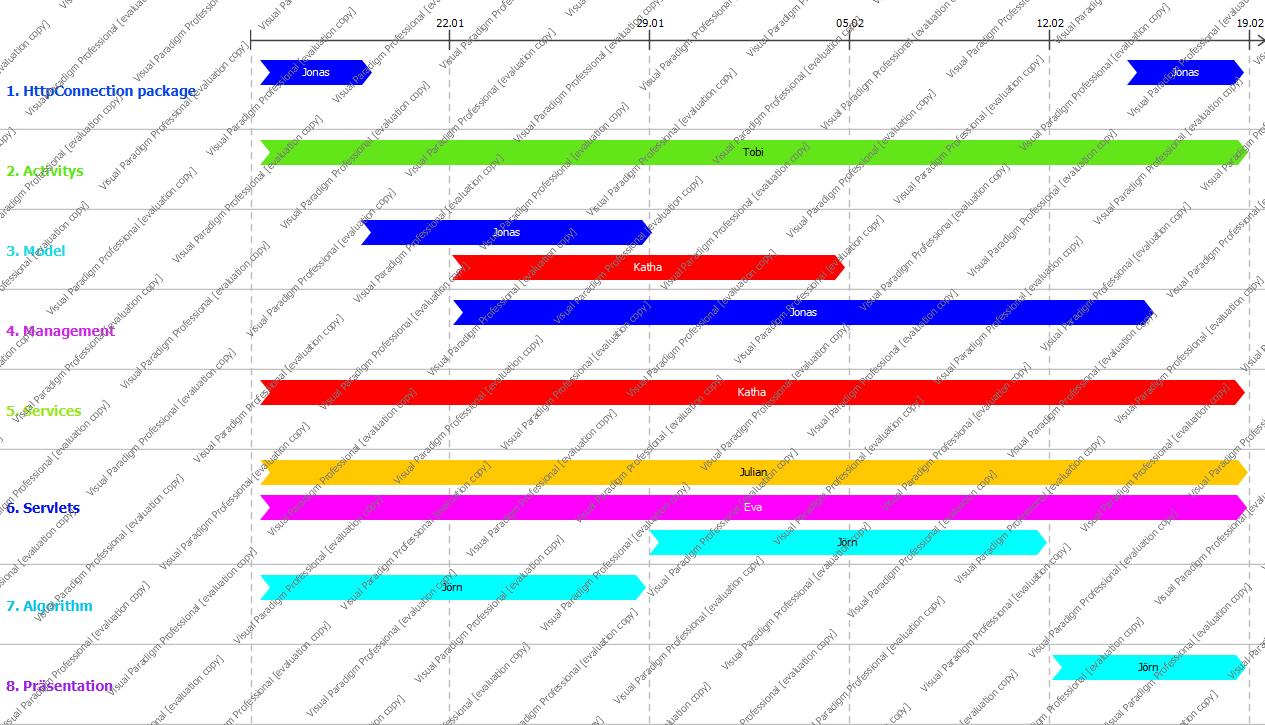 22.01 29.01 05.02 12.02 19.02
Jonas Jonas
1. HttpConnection package
Tobi
2. Activitys
Jonas
3. Model
Katha
Jonas
4. Management
Katha
5. Services
Julian
6. Servlets
Eva
Jörn
Jörn
7. Algorithm
Jörn
8. Präsentation
Visual Paradigm Professional [evaluation copy]